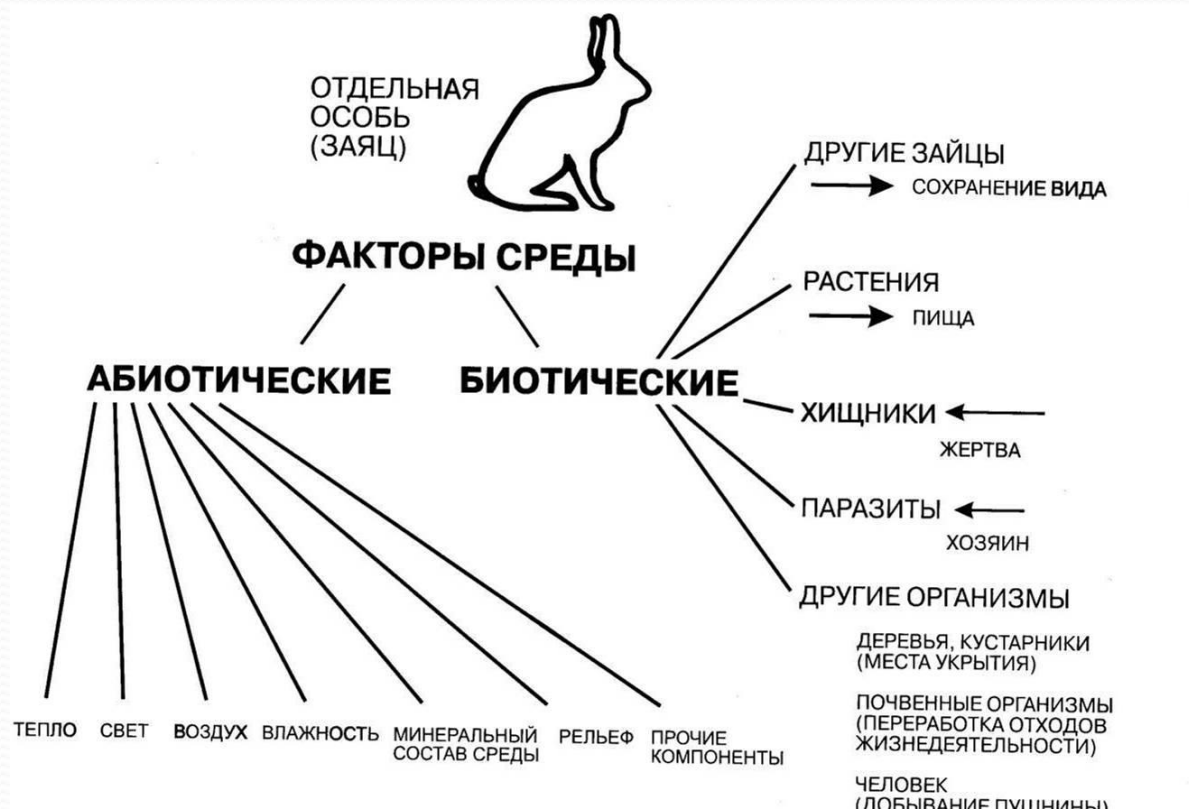 ОТДЕЛЬНАЯ
ОСОБЬ
(ЗАЯЦ)
ФАКТОРЫ СРЕДЫ
АБИОТИЧЕСКИЕ
БИОТИЧЕСКИЕ
ДРУГИЕ ЗАЙЦЫ
СОХРАНЕНИЕ ВИДА
РАСТЕНИЯ
ПИЩА
ХИЩНИКИ
ЖЕРТВА
ПАРАЗИТЫ
ХОЗЯИН
ДРУГИЕ ОРГАНИЗМЫ
ДЕРЕВЬЯ, КУСТАРНИКИ
(МЕСТА УКРЫТИЯ)
ПОЧВЕННЫЕ ОРГАНИЗМЫ
(ПЕРЕРАБОТКА ОТХОДОВ
ЖИЗНЕДЕЯТЕЛЬНОСТИ)
ЧЕЛОВЕК
(ДОБЫВАНИЕ ПУШНИНЫ)
ТЕПЛО
СВЕТ
ВОЗДУХ
ВЛАЖНОСТЬ
МИНЕРАЛЬНЫЙ
СОСТАВ СРЕДЫ
РЕЛЬЕФ
ПРОЧИЕ
КОМПОНЕНТЫ